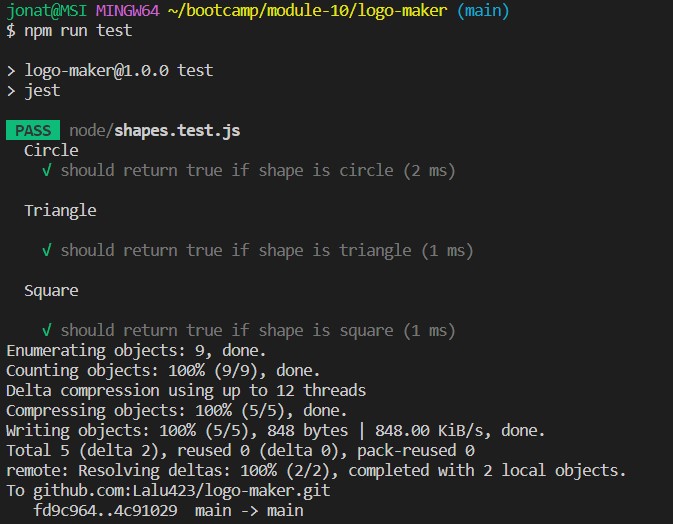 jonat@MSI MINGW64 ~/bootcamp/module-10/logo-maker (main)
$ npm run test
> logo-maker@1.0.0 test
> jest
PASS node/shapes.test.js
Circle
√ should return true if shape is circle (2 ms)
Triangle
√ should return true if shape is triangle (1 ms)
Square
√ should return true if shape is square (1 ms)
Enumerating objects: 9, done.
Counting objects: 100% (9/9), done.
Delta compression using up to 12 threads
Compressing objects: 100% (5/5), done.
Writing objects: 100% (5/5), 848 bytes | 848.00 KiB/s, done.
Total 5 (delta 2), reused 0 (delta 0), pack-reused 0
remote: Resolving deltas: 100% (2/2), completed with 2 local objects.
To github.com:Lalu423/logo-maker.git
fd9c964..4c91029 main -> main